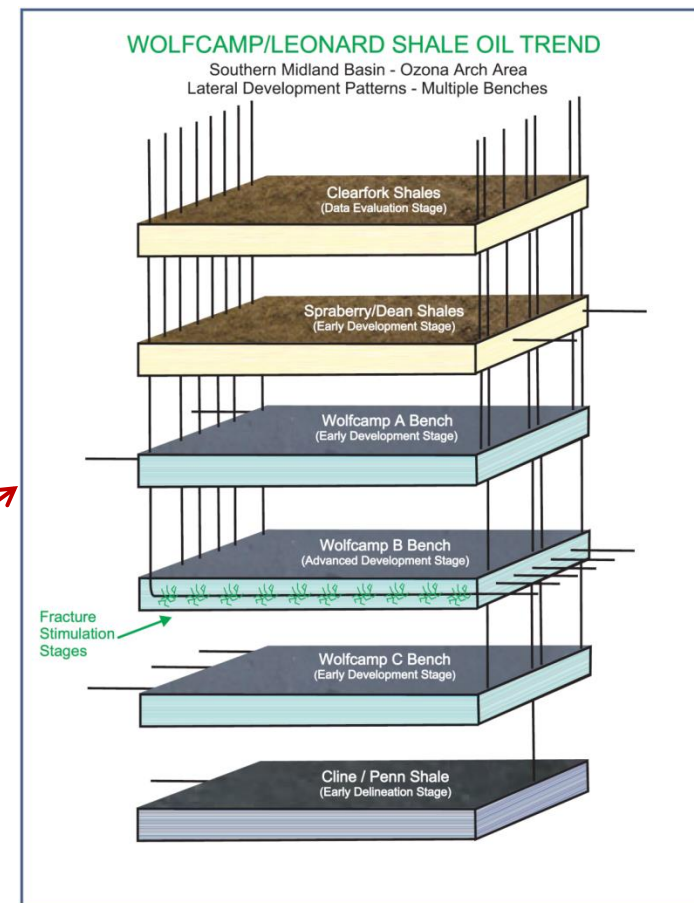 WOLFCAMP/LEONARD SHALE OIL TREND
Southern Midland Basin - Ozona Arch Area
Lateral Development Patterns - Multiple Benches
Clearfork Shales
(Data Evaluation Stage)
Spraberry/Dean Shales
(Early Development Stage)
Wolfcamp A Bench
(Early Development Stage)
Wolfcamp B Bench
(Advanced Development Stage)
Fracture
Stimulation
Stages
Wolfcamp C Bench
(Early Development Stage)
Cline / Penn Shale
(Early Delineation Stage)